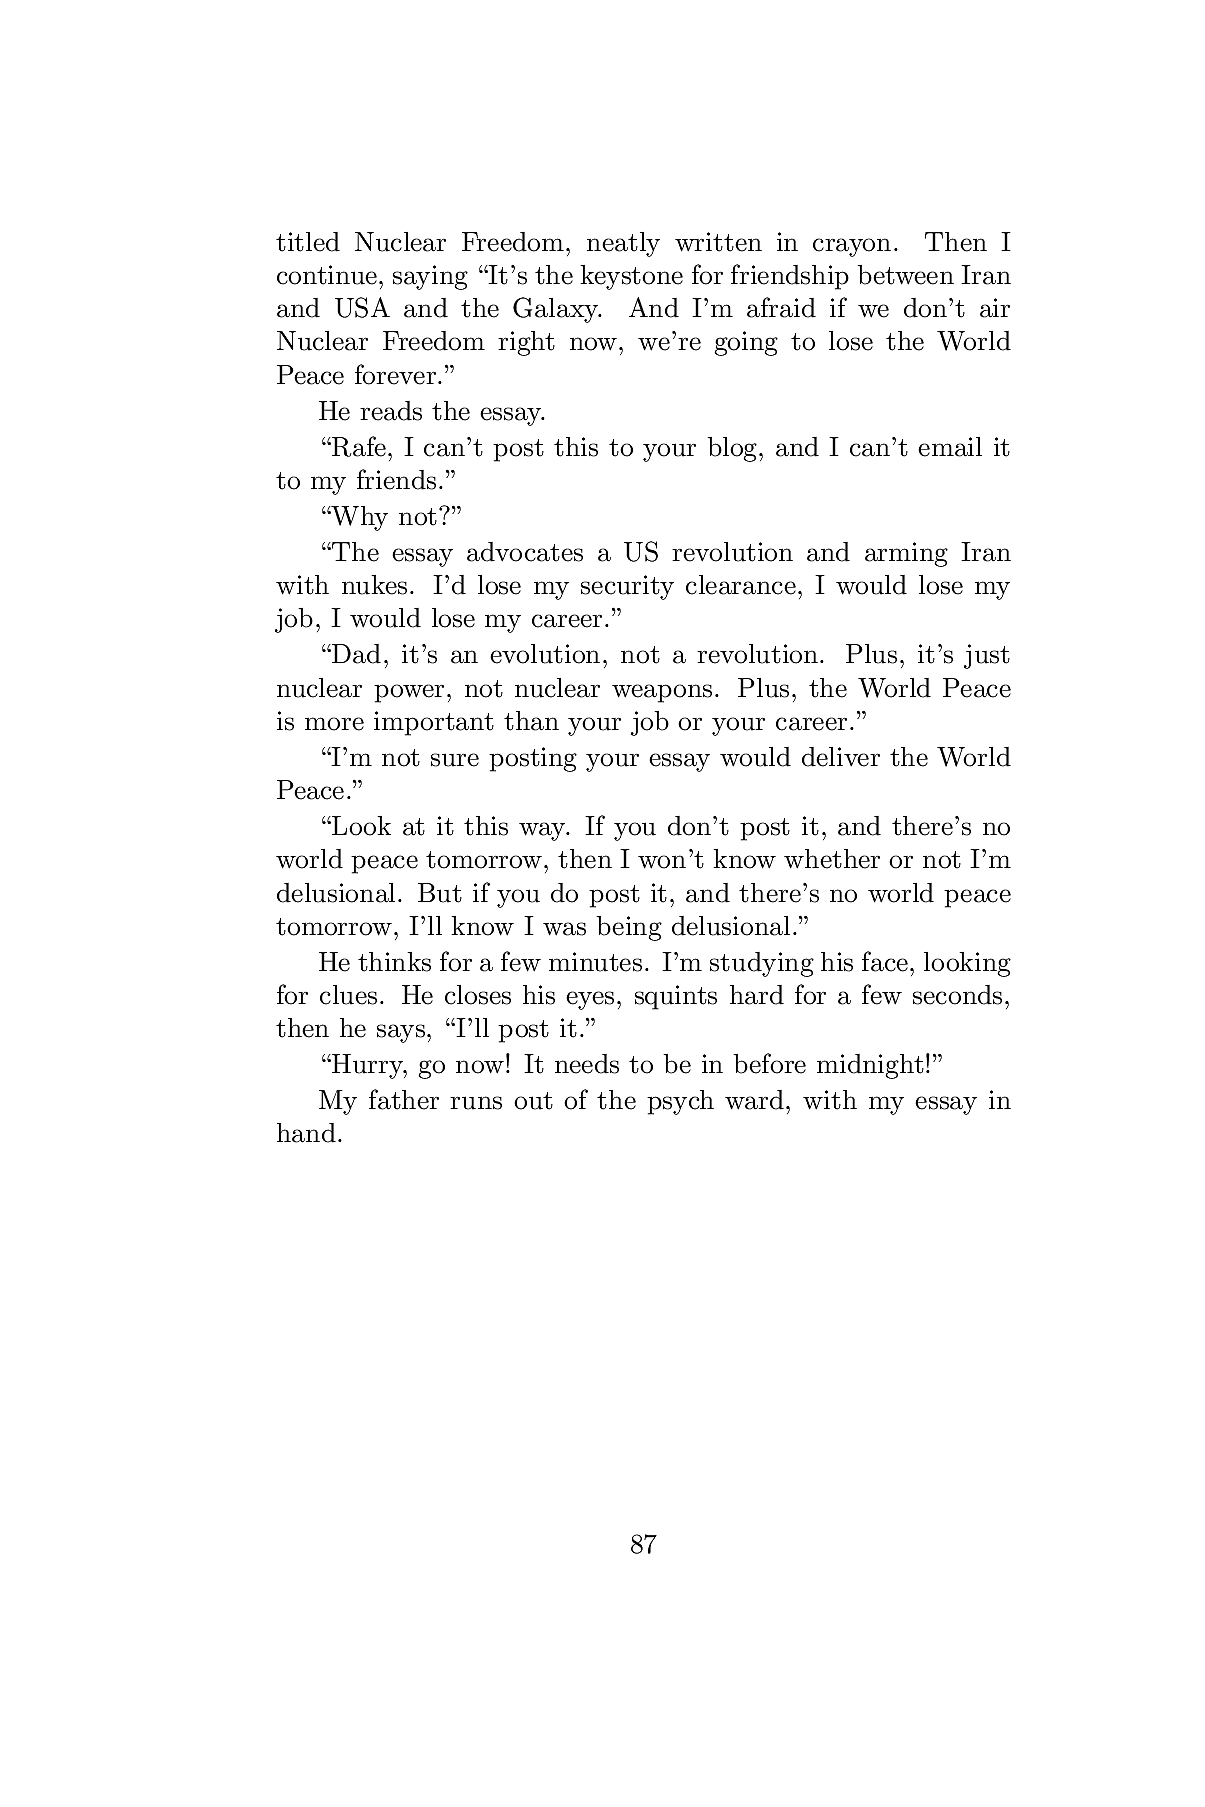 titled Nuclear Freedom, neatly written in crayon. Then I
continue, saying “It’s the keystone for friendship between Iran
and USA and the Galaxy. And I’m afraid if we don’t air
Nuclear Freedom right now, we’re going to lose the World
Peace forever.”
He reads the essay.
“Rafe, I can’t post this to your blog, and I can’t email it
to my friends.”
“Why not?”
“The essay advocates a US revolution and arming Iran
with nukes. I’d lose my security clearance, I would lose my
job, I would lose my career.”
“Dad, it’s an evolution, not a revolution. Plus, it’s just
nuclear power, not nuclear weapons. Plus, the World Peace
is more important than your job or your career.”
“I’m not sure posting your essay would deliver the World
Peace.”
“Look at it this way. If you don’t post it, and there’s no
world peace tomorrow, then I won’t know whether or not I’m
delusional. But if you do post it, and there’s no world peace
tomorrow, I’ll know I was being delusional.”
He thinks for a few minutes. I’m studying his face, looking
for clues. He closes his eyes, squints hard for a few seconds,
then he says, “I’ll post it.”
“Hurry, go now! It needs to be in before midnight!”
My father runs out of the psych ward, with my essay in
hand.
87